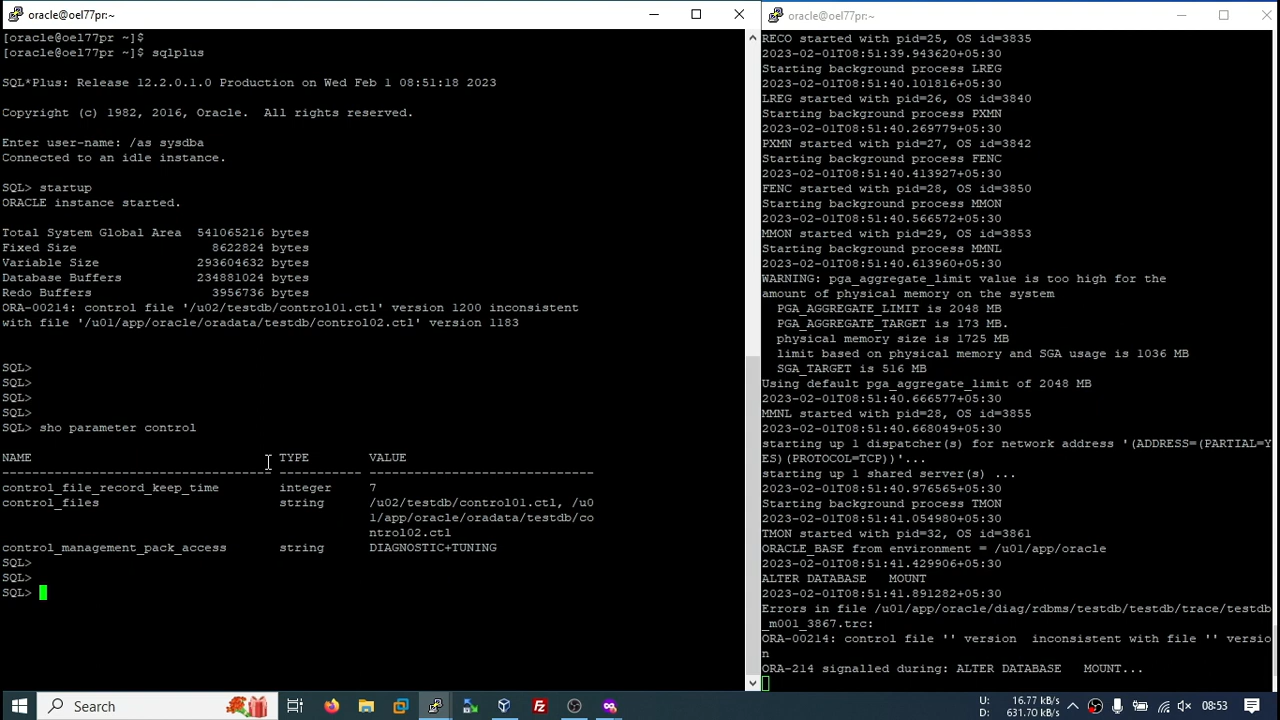 oracle@oel77pr:~
[oracle@oel77pr ~]$
[oracle@oel77pr ~]$ sqlplus
SQL*Plus: Release 12.2.0.1.0 Production on Wed Feb 1 08:51:18 2023
Copyright (c) 1982, 2016, Oracle.  All rights reserved.
Enter user-name: /as sysdba
Connected to an idle instance.
SQL> startup
ORACLE instance started.
Total System Global Area  541065216 bytes
Fixed Size                  8622824 bytes
Variable Size             293604632 bytes
Database Buffers          234881024 bytes
Redo Buffers                3956736 bytes
ORA-00214: control file '/u02/testdb/control01.ctl' version 1200 inconsistent
with file '/u01/app/oracle/oradata/testdb/control02.ctl' version 1183
SQL>
SQL>
SQL>
SQL>
SQL> sho parameter control
NAME                                 TYPE        VALUE
------------------------------------ ----------- ------------------------------
control_file_record_keep_time        integer     7
control_files                        string      /u02/testdb/control01.ctl, /u0
1/app/oracle/oradata/testdb/co
ntrol02.ctl
control_management_pack_access       string      DIAGNOSTIC+TUNING
SQL>
SQL>
SQL>
oracle@oel77pr:~
RECO started with pid=25, OS id=3835
2023-02-01T08:51:39.943620+05:30
Starting background process LREG
2023-02-01T08:51:40.101816+05:30
LREG started with pid=26, OS id=3840
Starting background process PXMN
2023-02-01T08:51:40.269779+05:30
PXMN started with pid=27, OS id=3842
Starting background process FENC
2023-02-01T08:51:40.413927+05:30
FENC started with pid=28, OS id=3850
Starting background process MMON
2023-02-01T08:51:40.566572+05:30
MMON started with pid=29, OS id=3853
Starting background process MMNL
2023-02-01T08:51:40.613960+05:30
WARNING: pga_aggregate_limit value is too high for the
amount of physical memory on the system
PGA_AGGREGATE_LIMIT is 2048 MB
PGA_AGGREGATE_TARGET is 173 MB.
physical memory size is 1725 MB
limit based on physical memory and SGA usage is 1036 MB
SGA_TARGET is 516 MB
Using default pga_aggregate_limit of 2048 MB
2023-02-01T08:51:40.666577+05:30
MMNL started with pid=28, OS id=3855
2023-02-01T08:51:40.668049+05:30
starting up 1 dispatcher(s) for network address '(ADDRESS=(PARTIAL=Y
ES)(PROTOCOL=TCP))'...
starting up 1 shared server(s) ...
2023-02-01T08:51:40.976565+05:30
Starting background process TMON
2023-02-01T08:51:41.054980+05:30
TMON started with pid=32, OS id=3861
ORACLE_BASE from environment = /u01/app/oracle
2023-02-01T08:51:41.429906+05:30
ALTER DATABASE   MOUNT
2023-02-01T08:51:41.891282+05:30
Errors in file /u01/app/oracle/diag/rdbms/testdb/testdb/trace/testdb
_m001_3867.trc:
ORA-00214: control file '' version  inconsistent with file '' versio
n
ORA-214 signalled during: ALTER DATABASE   MOUNT...
Search
U: 16.77 kB/s
D: 631.70 kB/s
08:53